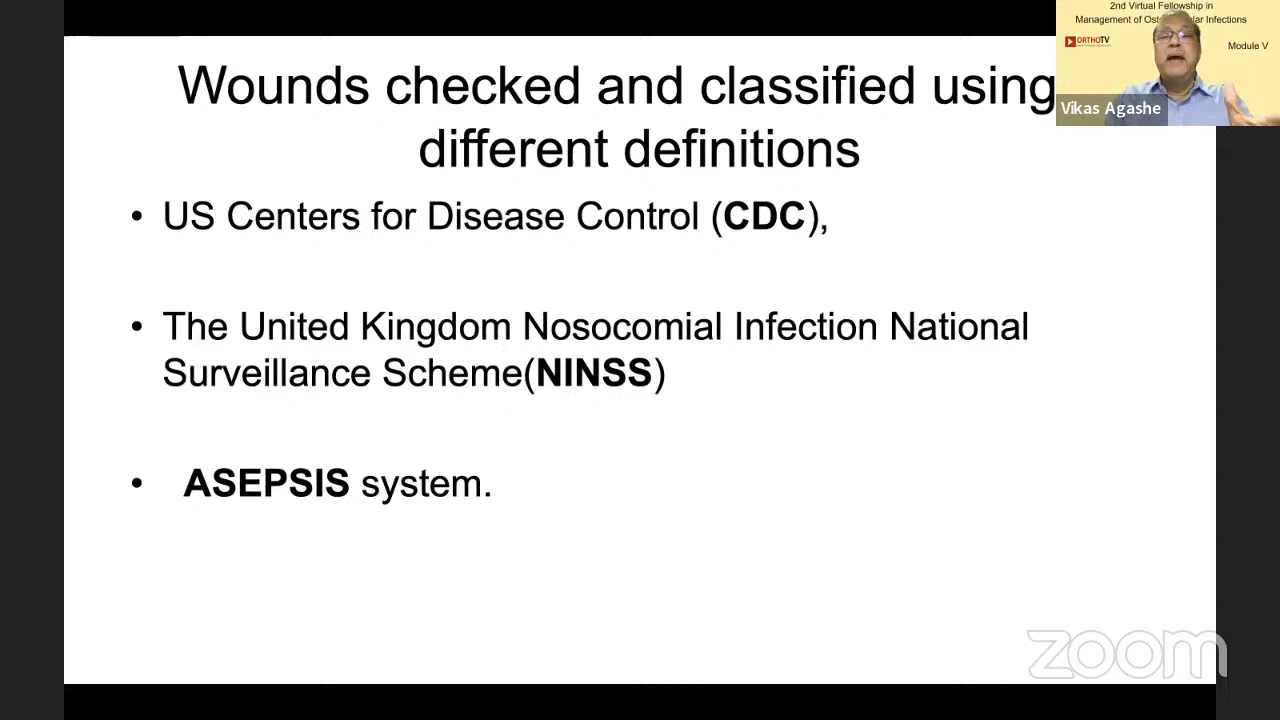 Wounds checked and classified using
different definitions
• US Centers for Disease Control (CDC),
• The United Kingdom Nosocomial Infection National
Surveillance Scheme(NINSS)
• ASEPSIS system.
2nd Virtual Fellowship in
Management of Infections
ORTHOTV
Module V
Vikas Agashe
zoom